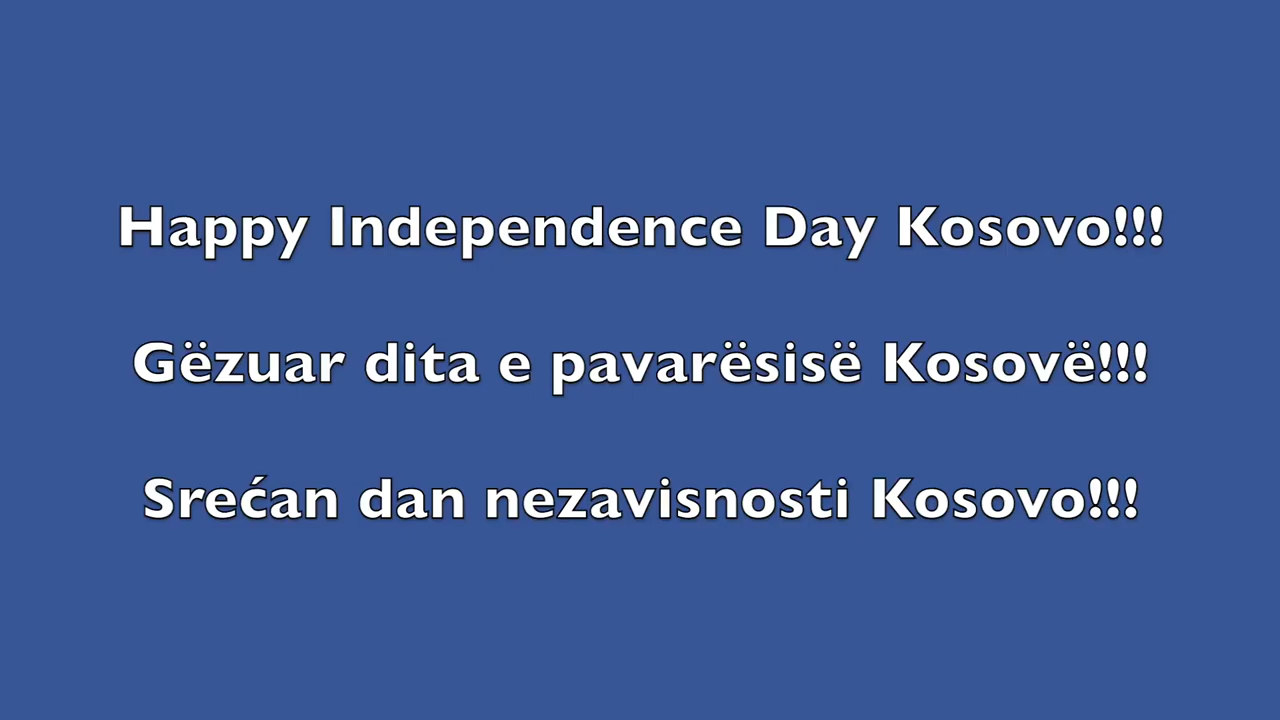 Happy Independence Day Kosovo!!!
Gëzuar dita e pavarësisë Kosovë!!!
Srećan dan nezavisnosti Kosovo!!!